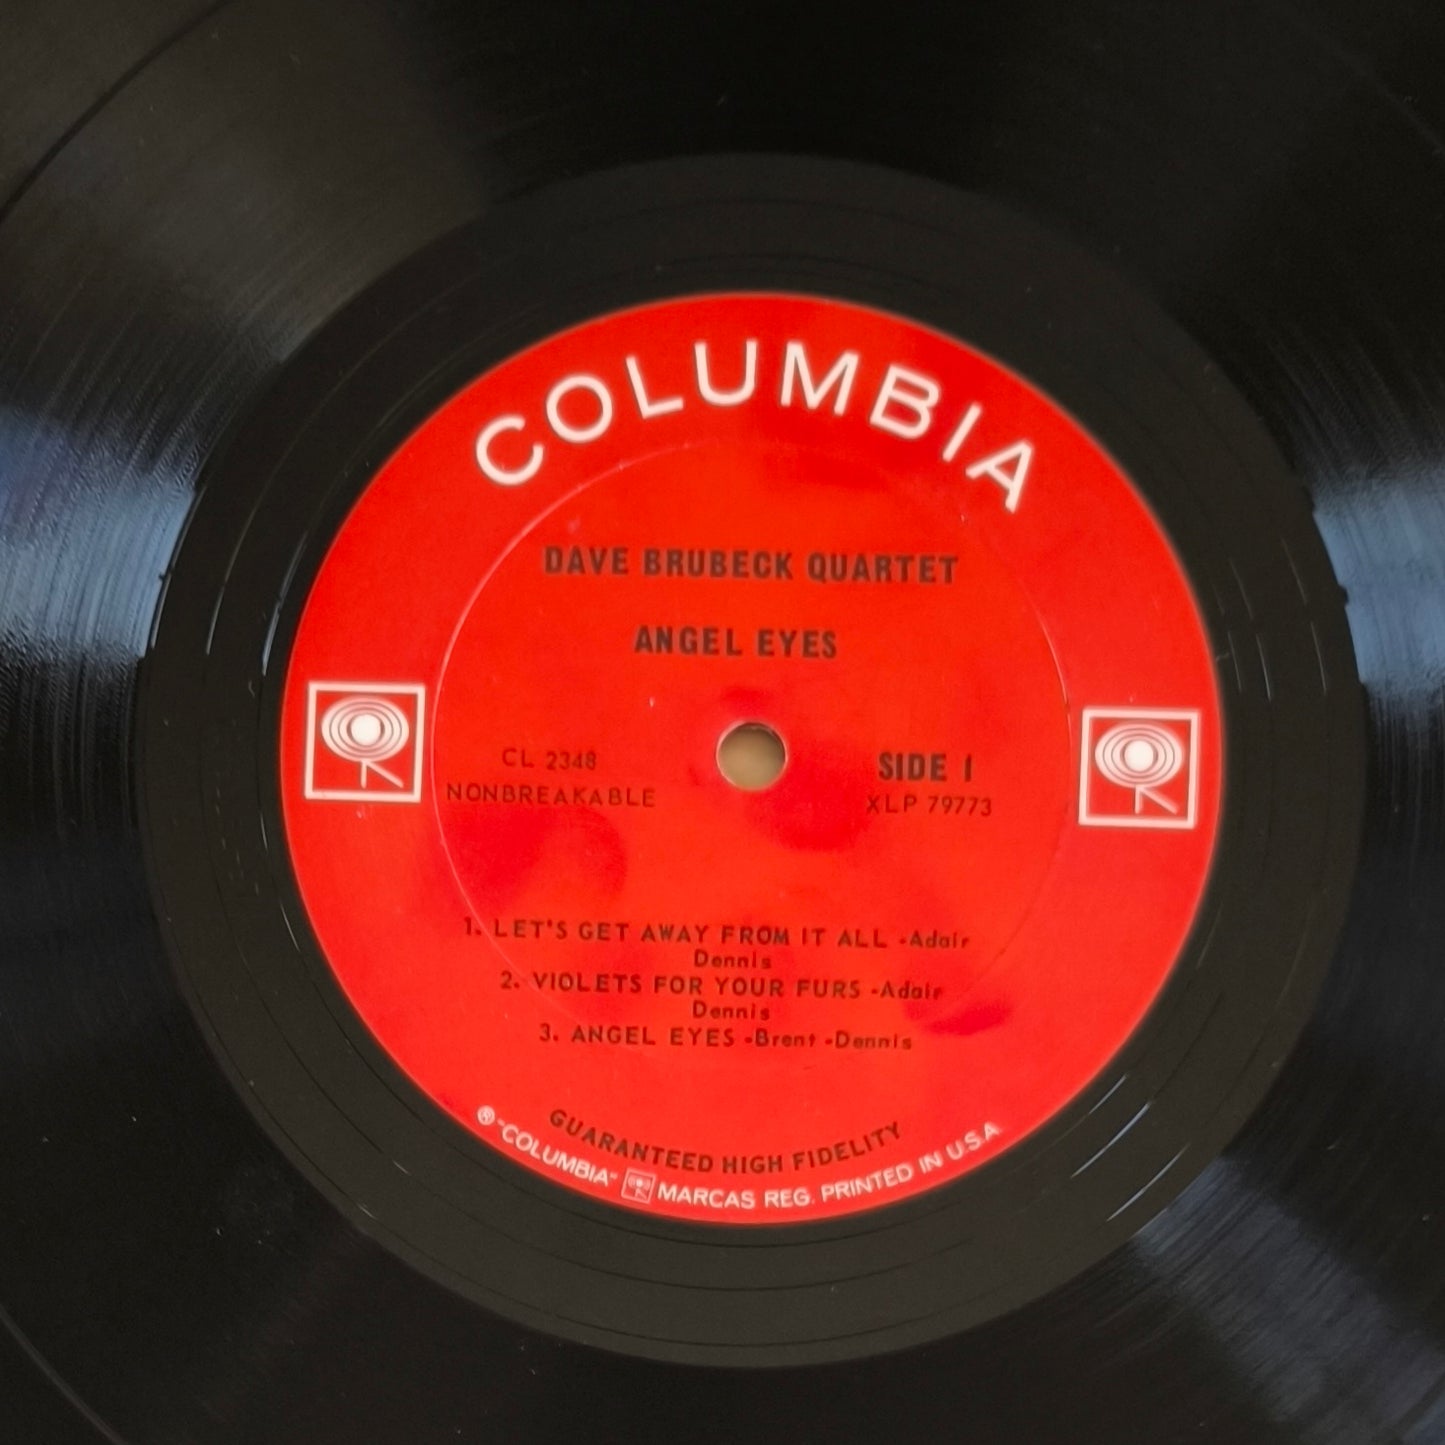 COLUMBIA
DAVE BRUBECK QUARTET
ANGEL EYES
CL 2348
NONBREAKABLE
SIDE 1
XLP 79773
1. LET'S GET AWAY FROM IT ALL -Adair
Dennis
2. VIOLETS FOR YOUR FURS -Adair
Dennis
3. ANGEL EYES -Brent -Dennis
GUARANTEED HIGH FIDELITY
® "COLUMBIA" MARCAS REG. PRINTED IN U.S.A.